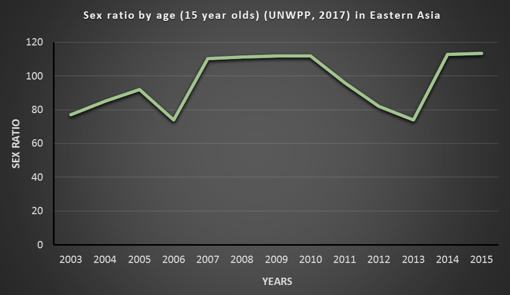 Sex ratio by age (15 year olds) (UNWPP, 2017) in Eastern Asia
120
100
80
60
40
20
0
SEX RATIO
2003 2004 2005 2006 2007 2008 2009 2010 2011 2012 2013 2014 2015
YEARS